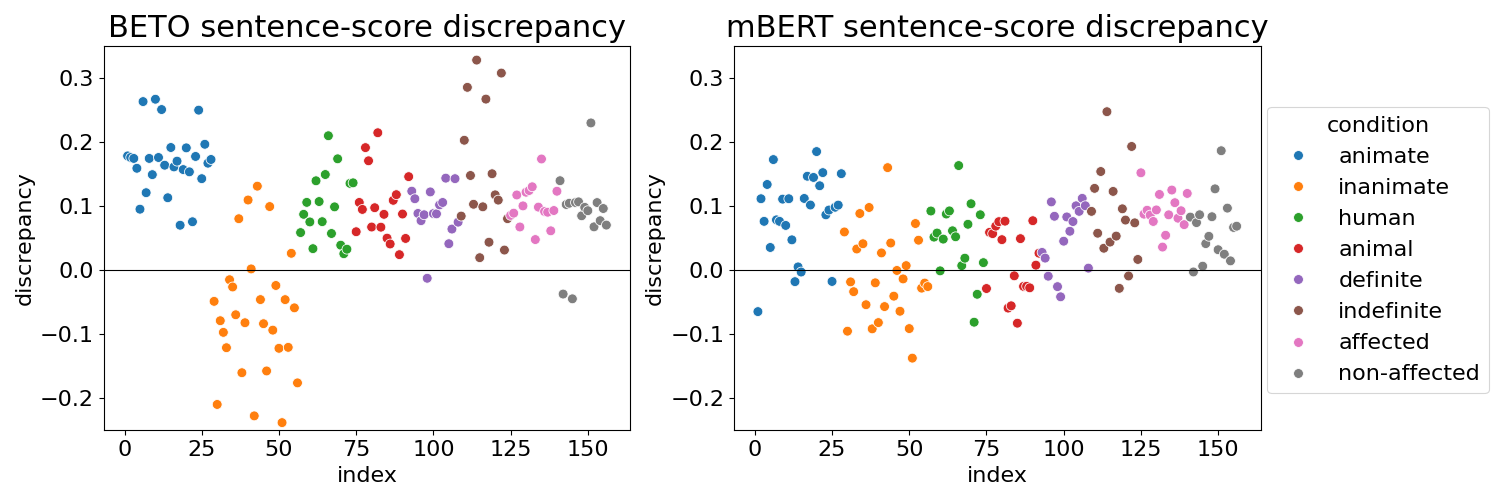 BETO sentence-score discrepancy
discrepancy
0.3
0.2
0.1
0.0
−0.1
−0.2
0 25 50 75 100 125 150
index
mBERT sentence-score discrepancy
discrepancy
0.3
0.2
0.1
0.0
−0.1
−0.2
0 25 50 75 100 125 150
index
condition
animate
inanimate
human
animal
definite
indefinite
affected
non-affected